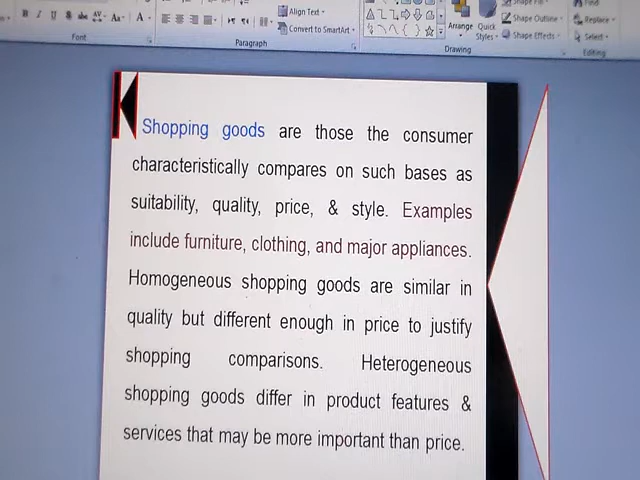 Shape Fill
Find
Align Text
Replace
Shape Outline
Convert to SmartArt
Arrange
Quick Styles
Shape Effects
Select
Font
Paragraph
Drawing
Editing
Shopping goods are those the consumer
characteristically compares on such bases as
suitability, quality, price, & style. Examples
include furniture, clothing, and major appliances.
Homogeneous shopping goods are similar in
quality but different enough in price to justify
shopping comparisons. Heterogeneous
shopping goods differ in product features &
services that may be more important than price.